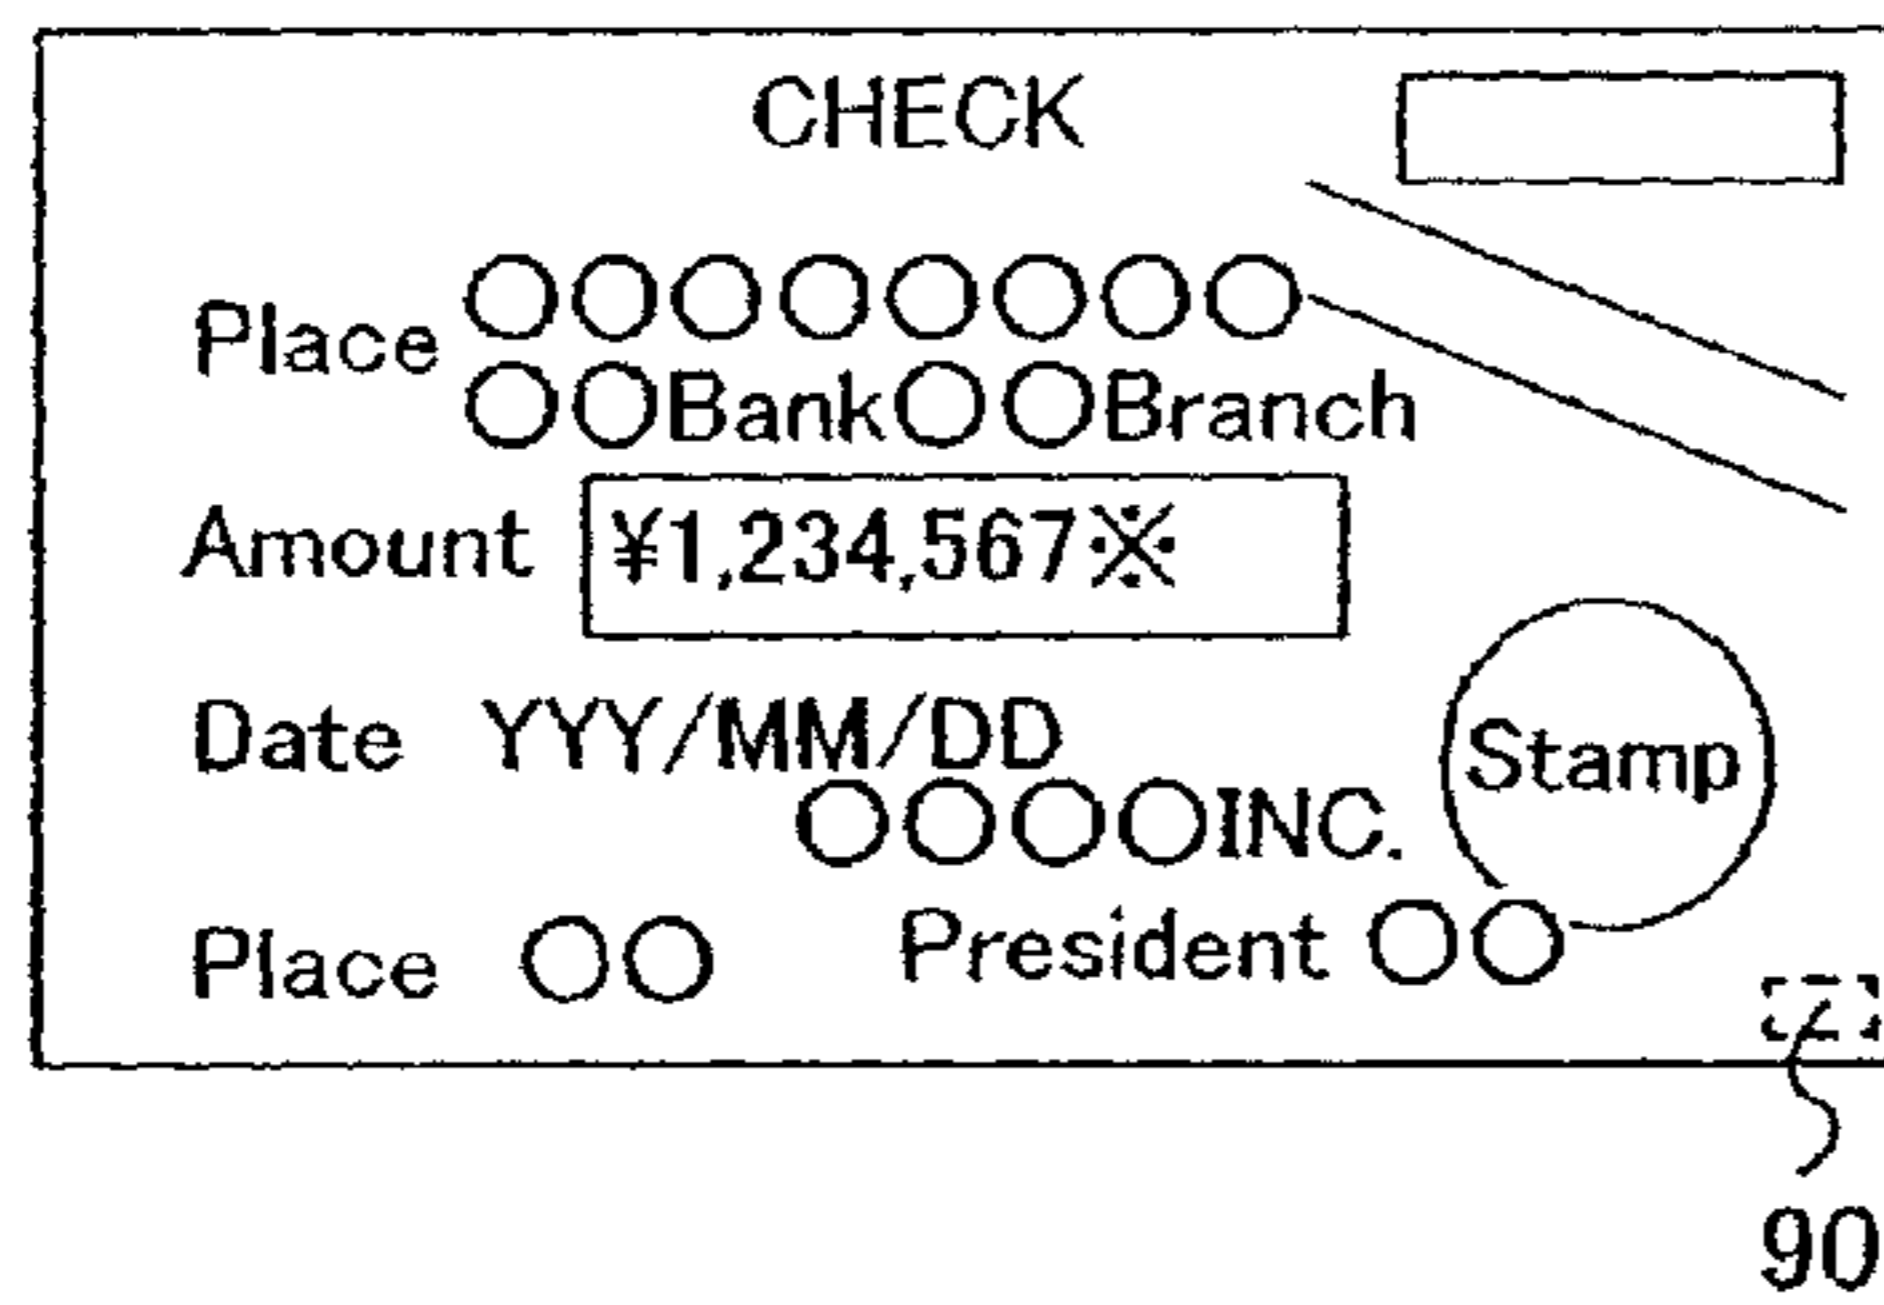 CHECK
Place ○○○○○○○○
○○Bank○○Branch
Amount ¥1,234,567※
Date YYY/MM/DD
Stamp
○○○○INC.
Place ○○ President ○○
90